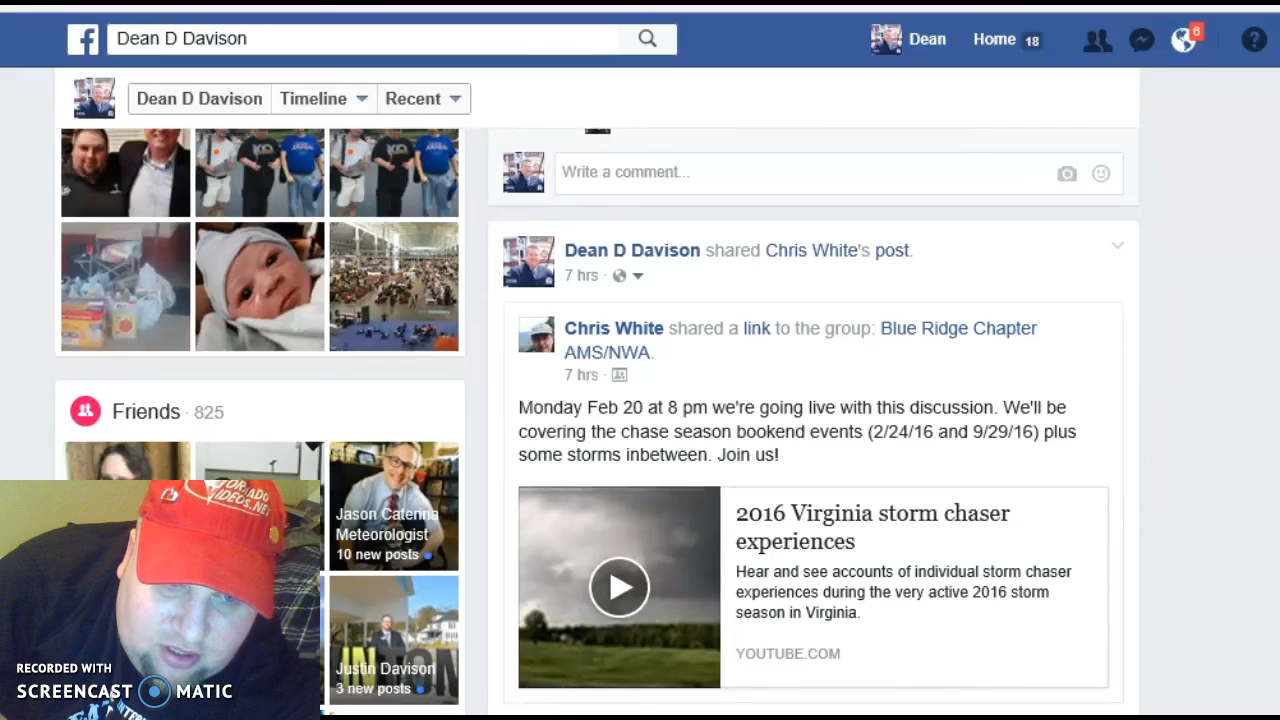 Dean D Davison
Dean
Home 18
6
?
Dean D Davison
Timeline
Recent
Write a comment...
Dean D Davison shared Chris White's post.
7 hrs ·
Chris White shared a link to the group: Blue Ridge Chapter
AMS/NWA.
7 hrs ·
Friends · 825
Monday Feb 20 at 8 pm we're going live with this discussion. We'll be
covering the chase season bookend events (2/24/16 and 9/29/16) plus
some storms inbetween. Join us!
2016 Virginia storm chaser
experiences
Hear and see accounts of individual storm chaser
experiences during the very active 2016 storm
season in Virginia.
YOUTUBE.COM
Jason Caterina
Meteorologist
10 new posts
Justin Davison
3 new posts
TORNADO
VIDEOS.NET
RECORDED WITH
SCREENCAST MATIC